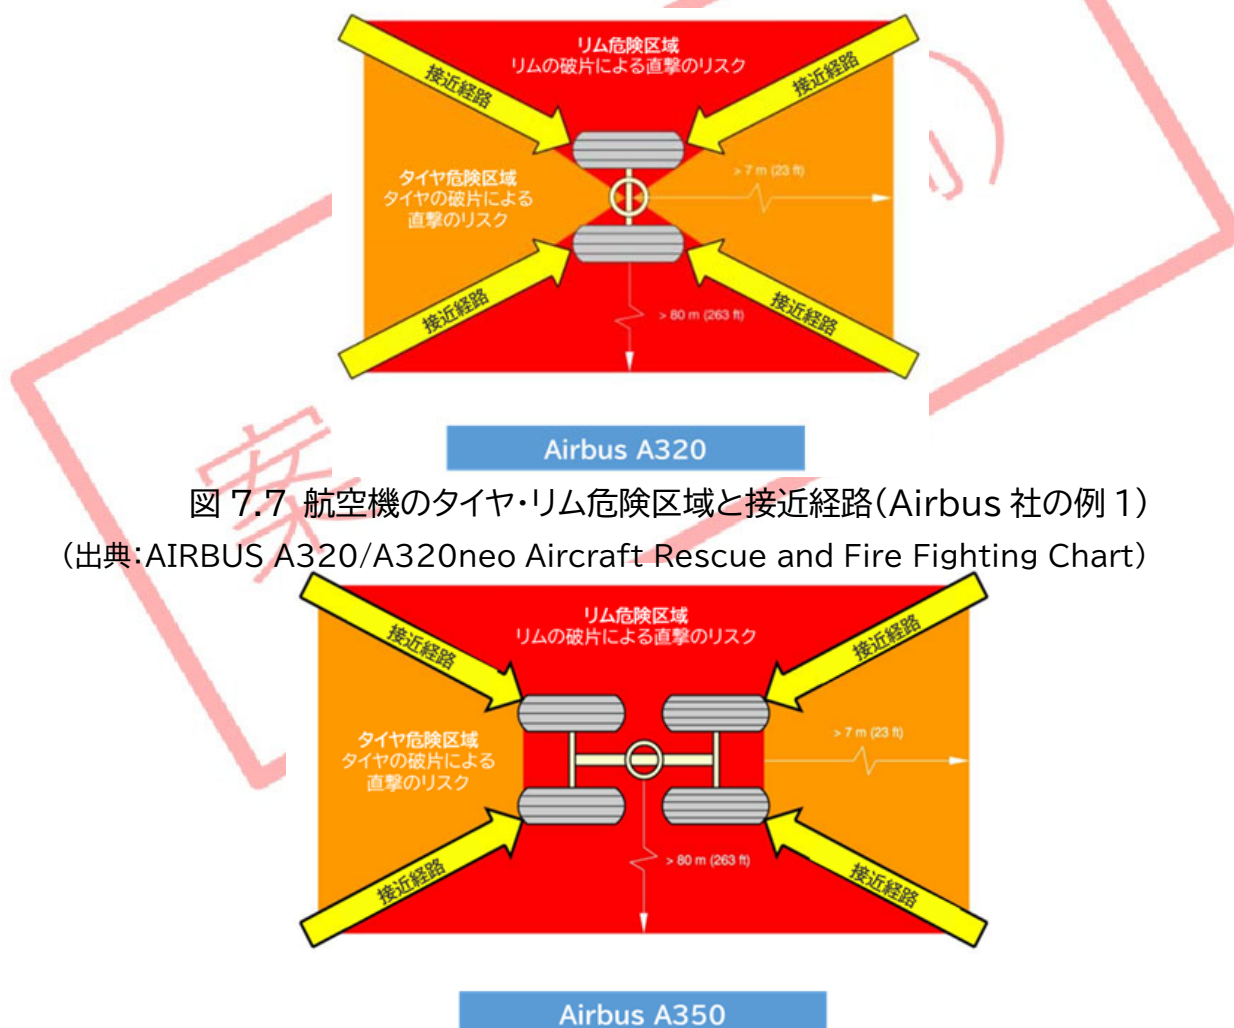 リム危険区域
リムの破片による直撃のリスク
接近経路
接近経路
タイヤ危険区域
タイヤの破片による
直撃のリスク
> 7 m (23 ft)
接近経路
> 80 m (263 ft)
接近経路
Airbus A320
案
図 7.7 航空機のタイヤ・リム危険区域と接近経路(Airbus 社の例 1)
(出典:AIRBUS A320/A320neo Aircraft Rescue and Fire Fighting Chart)
リム危険区域
リムの破片による直撃のリスク
接近経路
接近経路
タイヤ危険区域
タイヤの破片による
直撃のリスク
> 7 m (23 ft)
接近経路
> 80 m (263 ft)
接近経路
Airbus A350